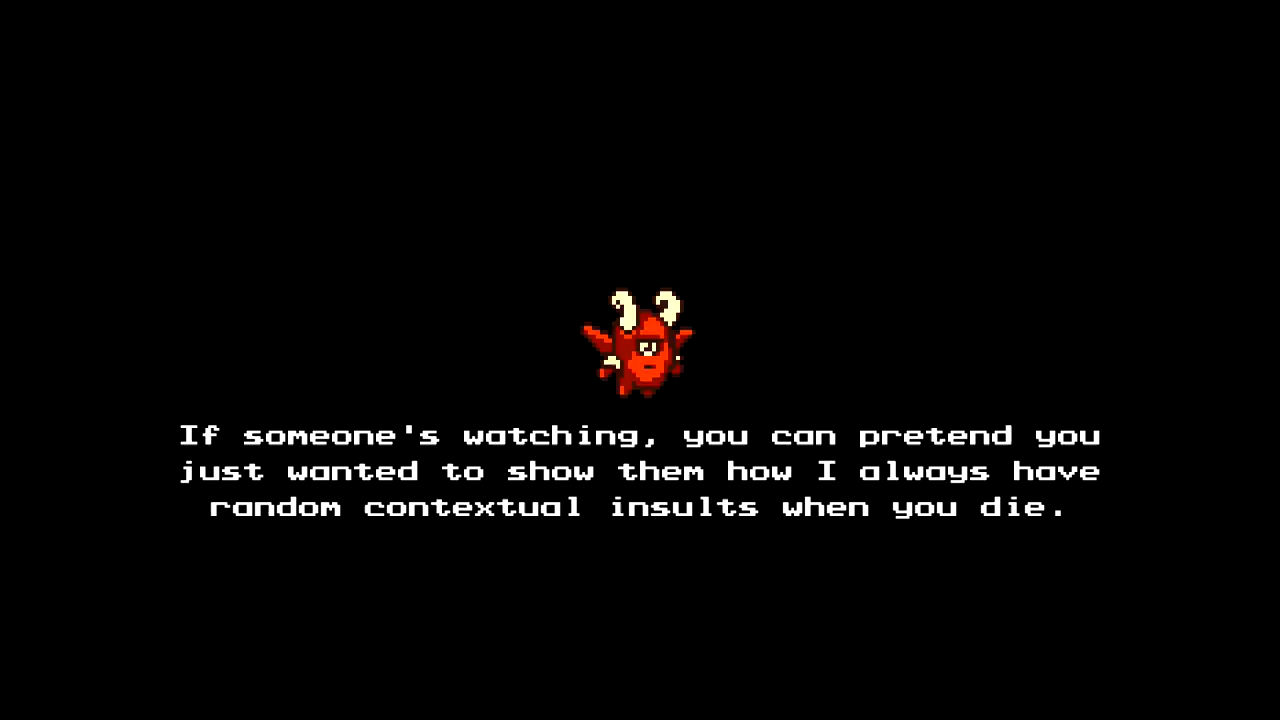 If someone's watching, you can pretend you
just wanted to show them how I always have
random contextual insults when you die.